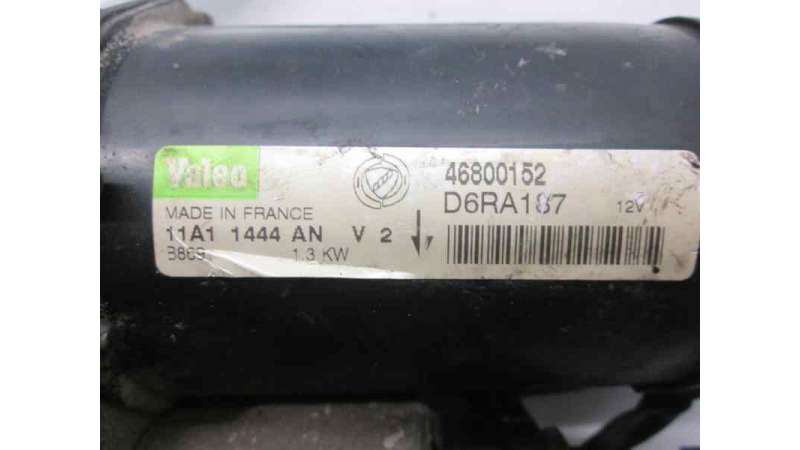 Valeo
46800152
MADE IN FRANCE
D6RA187
12V
11A1 1444 AN V 2
1.3 KW